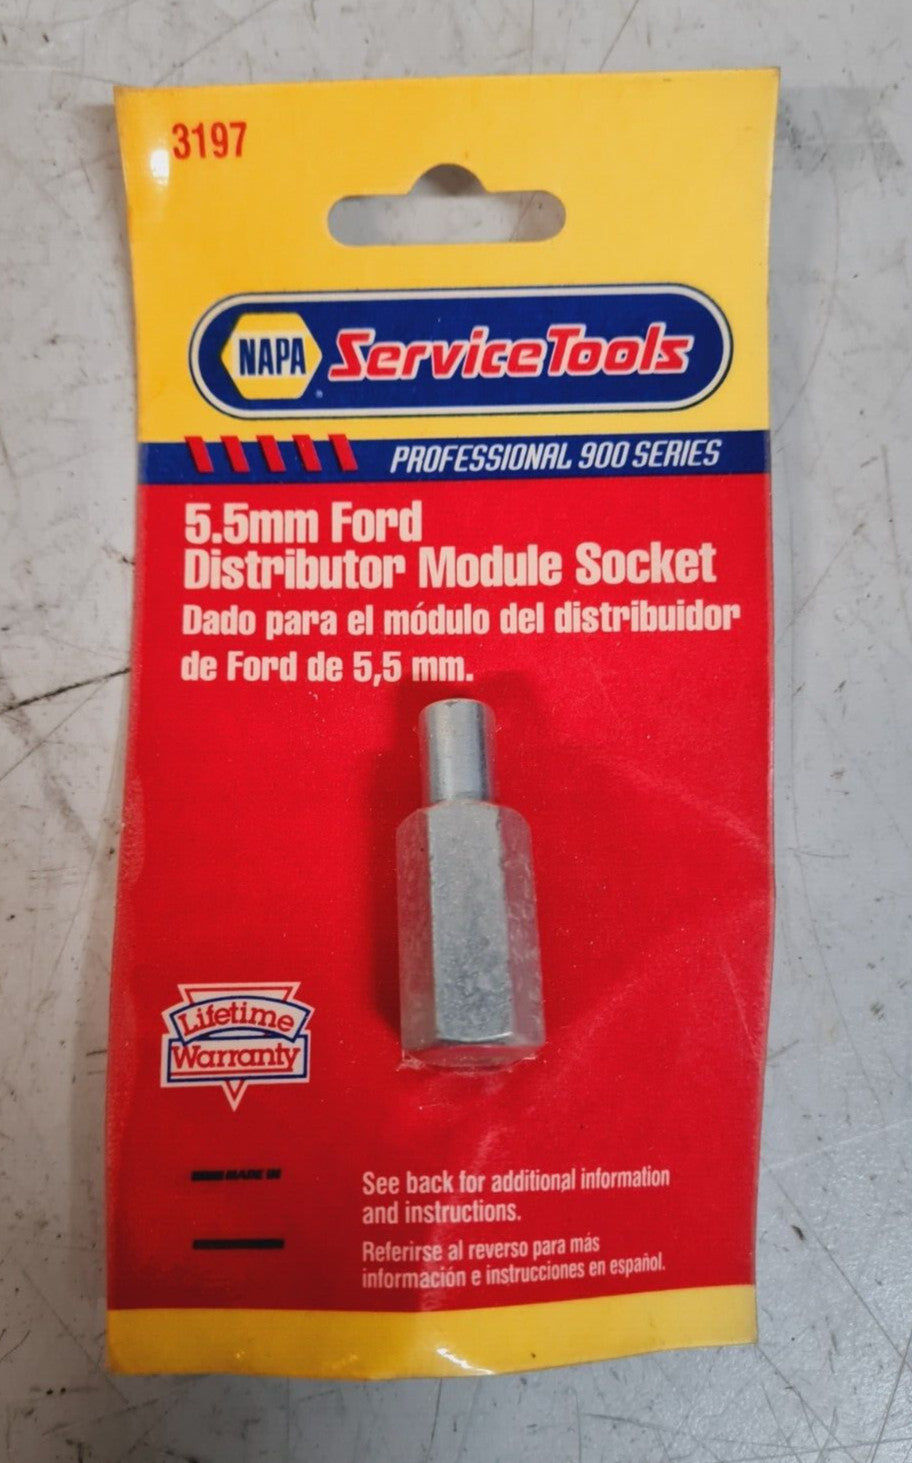 3197
NAPA ServiceTools
PROFESSIONAL 900 SERIES
5.5mm Ford
Distributor Module Socket
Dado para el módulo del distribuidor
de Ford de 5,5 mm.
Lifetime
Warranty
MADE IN
See back for additional information
and instructions.
Referirse al reverso para más
información e instrucciones en español.